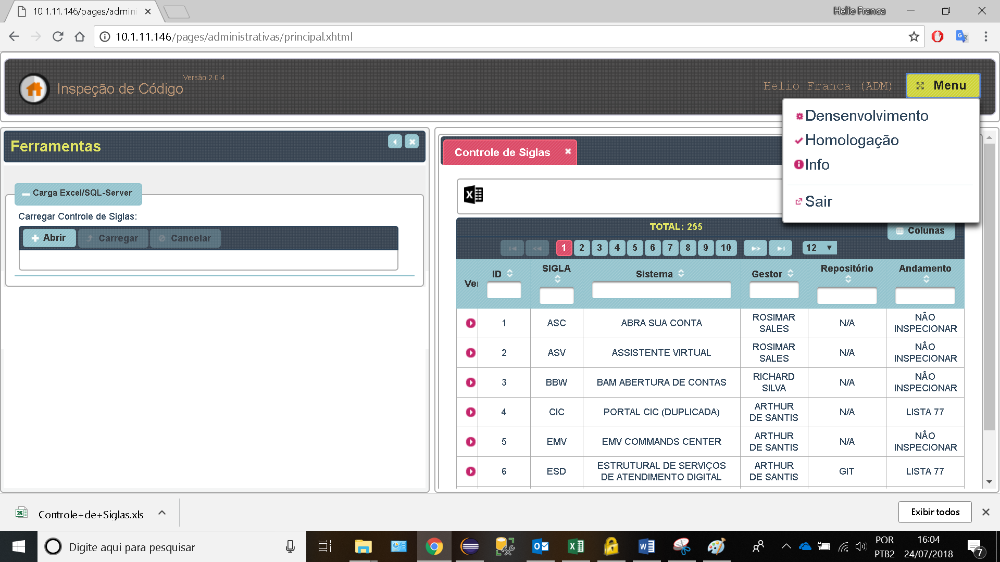 10.1.11.146/pages/admini
Helio Franca
10.1.11.146/pages/administrativas/principal.xhtml
Inspeção de Código
Versão:2.0.4
Helio Franca (ADM)
Menu
Densenvolvimento
Homologação
Info
Sair
Ferramentas
Carga Excel/SQL-Server
Carregar Controle de Siglas:
Abrir Carregar Cancelar
Controle de Siglas
TOTAL: 255
Colunas
1 2 3 4 5 6 7 8 9 10 12
Ver ID SIGLA Sistema Gestor Repositório Andamento
1 ASC ABRA SUA CONTA ROSIMAR SALES N/A NÃO INSPECIONAR
2 ASV ASSISTENTE VIRTUAL ROSIMAR SALES N/A NÃO INSPECIONAR
3 BBW BAM ABERTURA DE CONTAS RICHARD SILVA N/A NÃO INSPECIONAR
4 CIC PORTAL CIC (DUPLICADA) ARTHUR DE SANTIS N/A LISTA 77
5 EMV EMV COMMANDS CENTER ARTHUR DE SANTIS N/A NÃO INSPECIONAR
6 ESD ESTRUTURAL DE SERVIÇOS DE ATENDIMENTO DIGITAL ARTHUR DE SANTIS GIT LISTA 77
Controle+de+Siglas.xls
Exibir todos
Digite aqui para pesquisar
POR
PTB2
16:04
24/07/2018
7